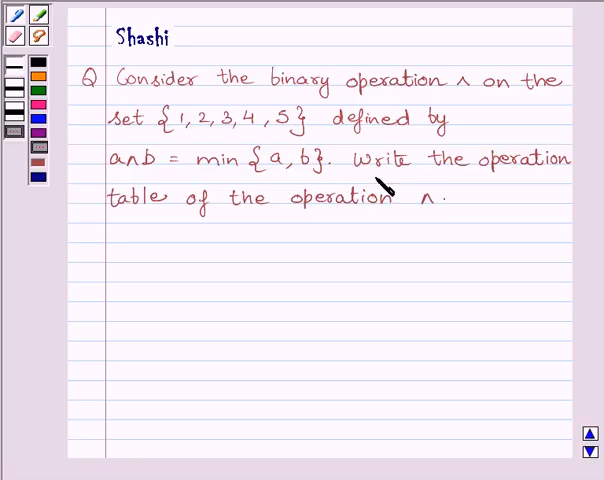 Shashi
Q Consider the binary operation ∧ on the
set {1, 2, 3, 4, 5} defined by
a∧b = min {a, b}. Write the operation
table of the operation ∧.